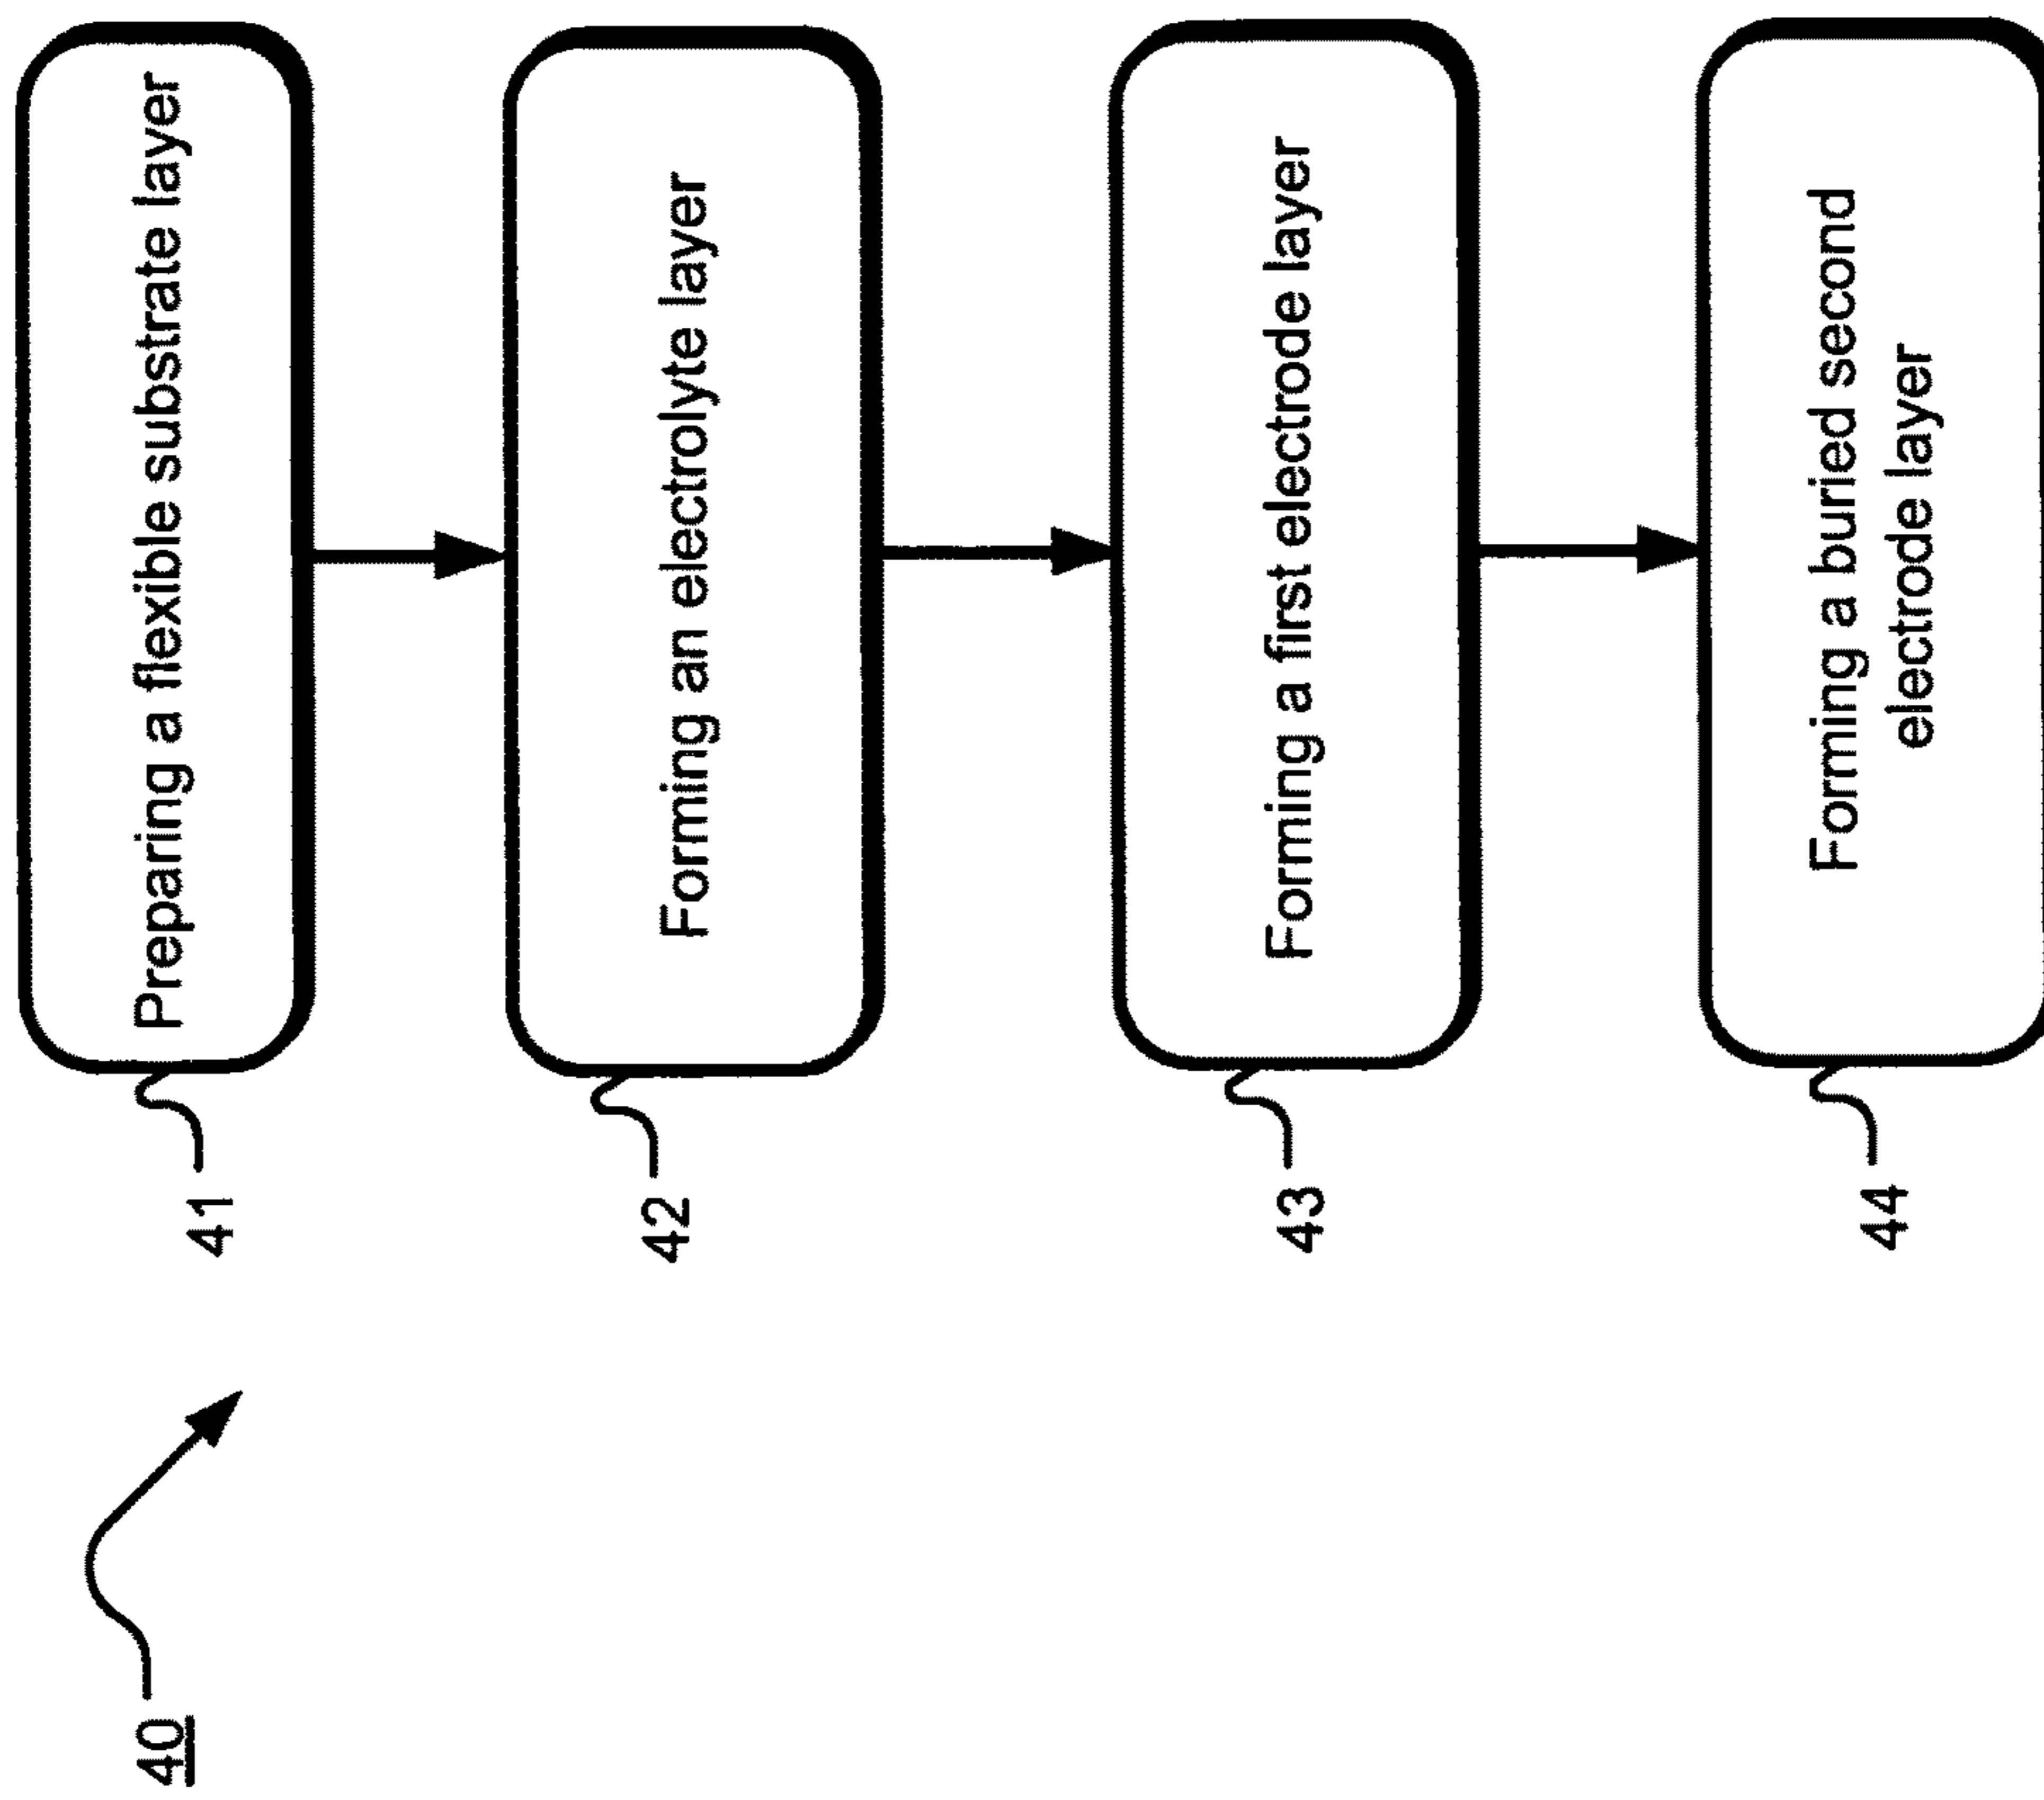 40
41
Preparing a flexible substrate layer
42
Forming an electrolyte layer
43
Forming a first electrode layer
44
Forming a buried second
electrode layer